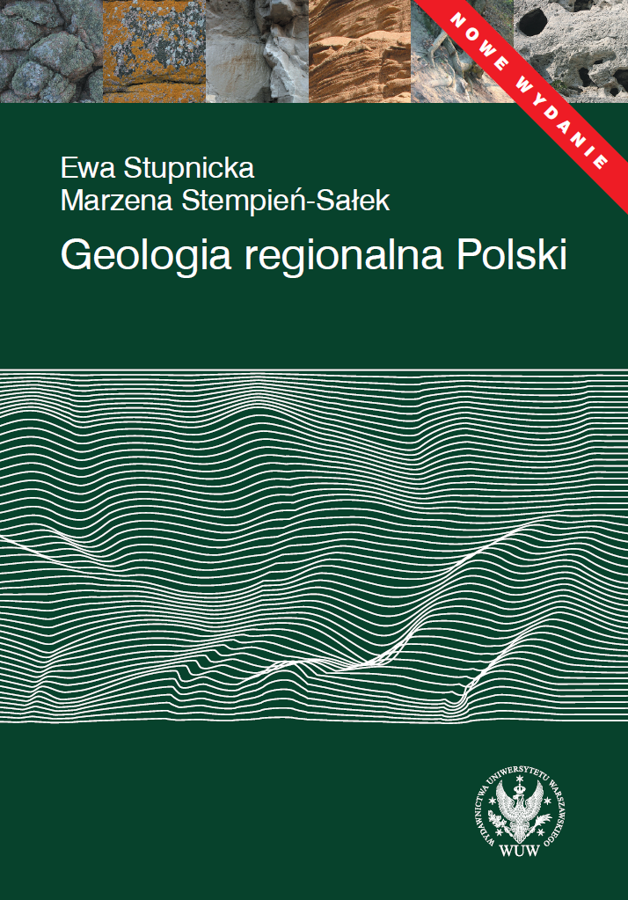 NOWE WYDANIE
Ewa Stupnicka
Marzena Stempień-Sałek
Geologia regionalna Polski
WYDAWNICTWA UNIWERSYTETU WARSZAWSKIEGO
WUW